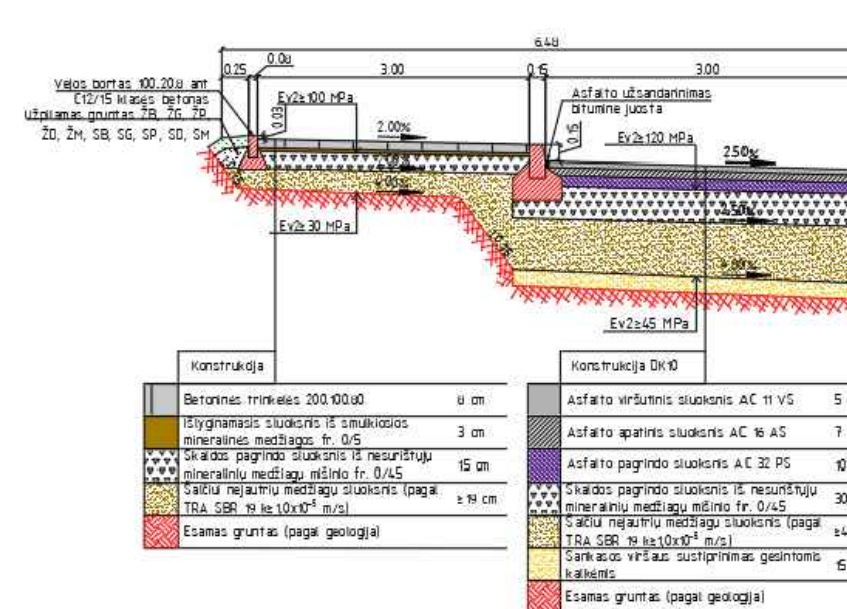 6.48
0.25
0.08
3.00
0.15
3.00
Vejos bortas 100.20.8 ant
C12/15 klasės betonas
Užpilamas gruntas ŽB, ŽG, ŽP,
ŽD, ŽM, SB, SG, SP, SD, SM
Ev2≥100 MPa
0.03
2.00%
Asfalto užsandarinimas
bitumine juosta
0.15
Ev2≥120 MPa
2.50%
4.00%
Ev2≥30 MPa
Ev2≥45 MPa
Konstrukcija
Betoninės trinkelės 200.100.80
8 cm
Išlyginamasis sluoksnis iš smulkiosios
mineralinės medžiagos fr. 0/5
3 cm
Skaldos pagrindo sluoksnis iš nesurištųjų
mineralinių medžiagų mišinio fr. 0/45
15 cm
Šalčiui nejautrių medžiagų sluoksnis (pagal
TRA SBR 19 k≥1,0x10⁻⁵ m/s)
≥19 cm
Esamas gruntas (pagal geologiją)
Konstrukcija DK10
Asfalto viršutinis sluoksnis AC 11 VS
5
Asfalto apatinis sluoksnis AC 16 AS
7
Asfalto pagrindo sluoksnis AC 32 PS
10
Skaldos pagrindo sluoksnis iš nesurištųjų
mineralinių medžiagų mišinio fr. 0/45
30
Šalčiui nejautrių medžiagų sluoksnis (pagal
TRA SBR 19 k≥1,0x10⁻⁵ m/s)
≥4
Sankasos viršaus sustiprinimas gesintomis
kalkėmis
15
Esamas gruntas (pagal geologiją)